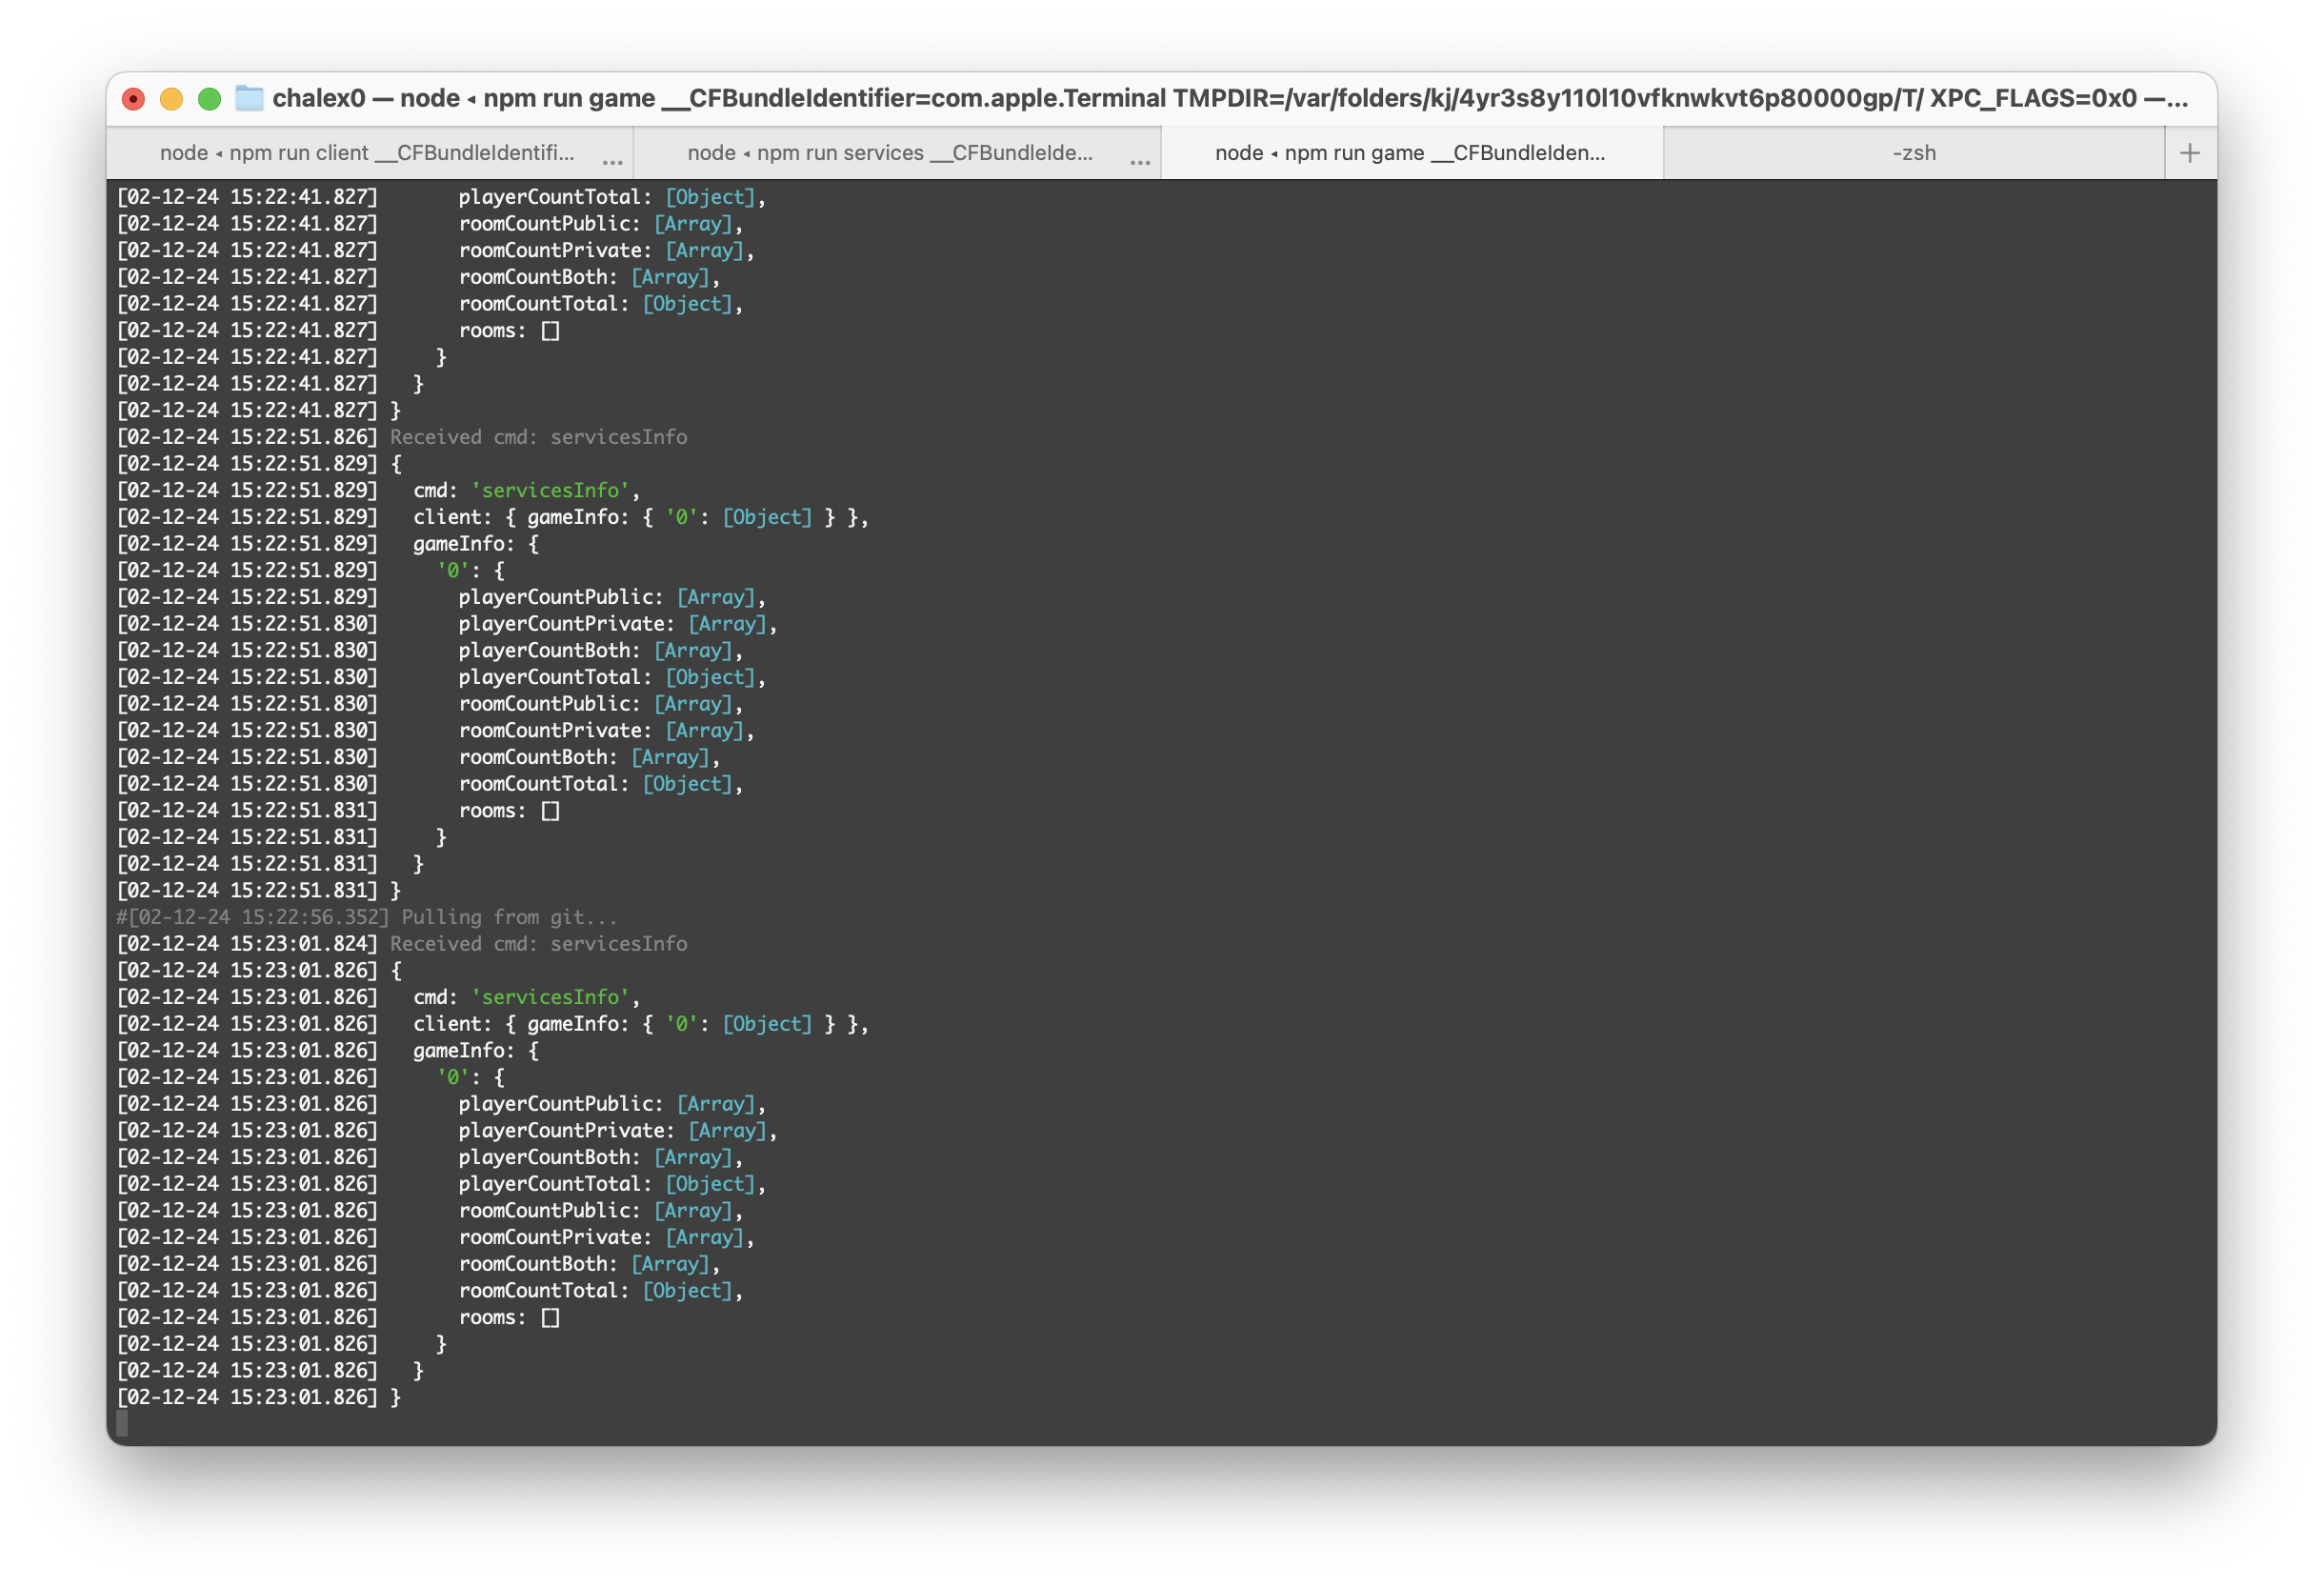 chalex0 — node ◂ npm run game __CFBundleIdentifier=com.apple.Terminal TMPDIR=/var/folders/kj/4yr3s8y110l10vfknwkvt6p80000gp/T/ XPC_FLAGS=0x0 —...
node ◂ npm run client __CFBundleIdentifi... ...
node ◂ npm run services __CFBundleIde... ...
node ◂ npm run game __CFBundleIden...
-zsh
+
[02-12-24 15:22:41.827]       playerCountTotal: [Object],
[02-12-24 15:22:41.827]       roomCountPublic: [Array],
[02-12-24 15:22:41.827]       roomCountPrivate: [Array],
[02-12-24 15:22:41.827]       roomCountBoth: [Array],
[02-12-24 15:22:41.827]       roomCountTotal: [Object],
[02-12-24 15:22:41.827]       rooms: []
[02-12-24 15:22:41.827]     }
[02-12-24 15:22:41.827]   }
[02-12-24 15:22:41.827] }
[02-12-24 15:22:51.826] Received cmd: servicesInfo
[02-12-24 15:22:51.829] {
[02-12-24 15:22:51.829]   cmd: 'servicesInfo',
[02-12-24 15:22:51.829]   client: { gameInfo: { '0': [Object] } },
[02-12-24 15:22:51.829]   gameInfo: {
[02-12-24 15:22:51.829]     '0': {
[02-12-24 15:22:51.829]       playerCountPublic: [Array],
[02-12-24 15:22:51.830]       playerCountPrivate: [Array],
[02-12-24 15:22:51.830]       playerCountBoth: [Array],
[02-12-24 15:22:51.830]       playerCountTotal: [Object],
[02-12-24 15:22:51.830]       roomCountPublic: [Array],
[02-12-24 15:22:51.830]       roomCountPrivate: [Array],
[02-12-24 15:22:51.830]       roomCountBoth: [Array],
[02-12-24 15:22:51.830]       roomCountTotal: [Object],
[02-12-24 15:22:51.831]       rooms: []
[02-12-24 15:22:51.831]     }
[02-12-24 15:22:51.831]   }
[02-12-24 15:22:51.831] }
#[02-12-24 15:22:56.352] Pulling from git...
[02-12-24 15:23:01.824] Received cmd: servicesInfo
[02-12-24 15:23:01.826] {
[02-12-24 15:23:01.826]   cmd: 'servicesInfo',
[02-12-24 15:23:01.826]   client: { gameInfo: { '0': [Object] } },
[02-12-24 15:23:01.826]   gameInfo: {
[02-12-24 15:23:01.826]     '0': {
[02-12-24 15:23:01.826]       playerCountPublic: [Array],
[02-12-24 15:23:01.826]       playerCountPrivate: [Array],
[02-12-24 15:23:01.826]       playerCountBoth: [Array],
[02-12-24 15:23:01.826]       playerCountTotal: [Object],
[02-12-24 15:23:01.826]       roomCountPublic: [Array],
[02-12-24 15:23:01.826]       roomCountPrivate: [Array],
[02-12-24 15:23:01.826]       roomCountBoth: [Array],
[02-12-24 15:23:01.826]       roomCountTotal: [Object],
[02-12-24 15:23:01.826]       rooms: []
[02-12-24 15:23:01.826]     }
[02-12-24 15:23:01.826]   }
[02-12-24 15:23:01.826] }